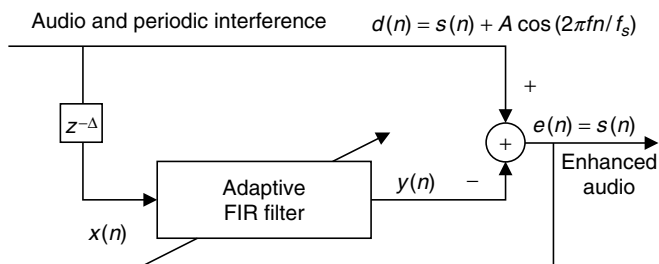 Audio and periodic interference
d(n) = s(n) + A cos (2πfn/fs)
+
z−Δ
+
e(n) = s(n)
Enhanced
audio
Adaptive
FIR filter
y(n)
−
x(n)